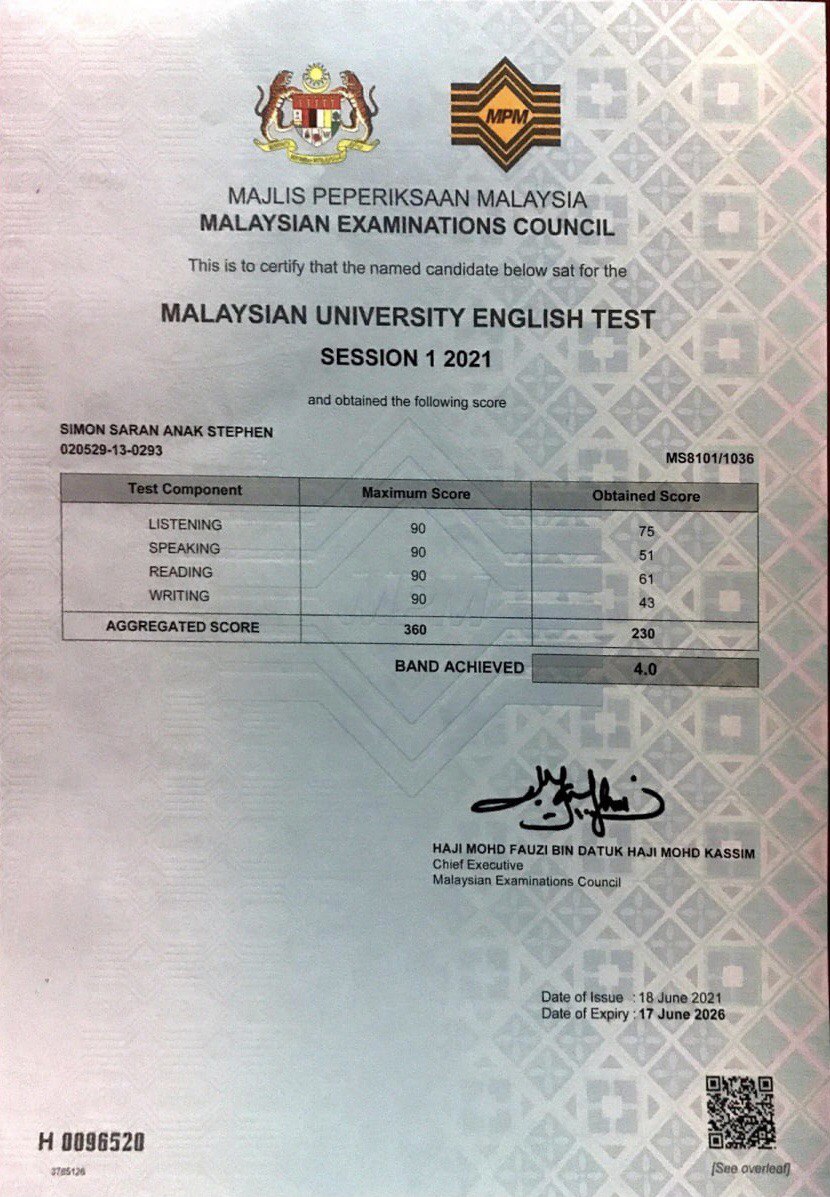 MPM
MAJLIS PEPERIKSAAN MALAYSIA
MALAYSIAN EXAMINATIONS COUNCIL
This is to certify that the named candidate below sat for the
MALAYSIAN UNIVERSITY ENGLISH TEST
SESSION 1 2021
and obtained the following score
SIMON SARAN ANAK STEPHEN
020529-13-0293
MS8101/1036
Test Component Maximum Score Obtained Score
LISTENING 90 75
SPEAKING 90 51
READING 90 61
WRITING 90 43
AGGREGATED SCORE 360 230
BAND ACHIEVED 4.0
HAJI MOHD FAUZI BIN DATUK HAJI MOHD KASSIM
Chief Executive
Malaysian Examinations Council
Date of Issue : 18 June 2021
Date of Expiry : 17 June 2026
H 0096520
3765126
[See overleaf]